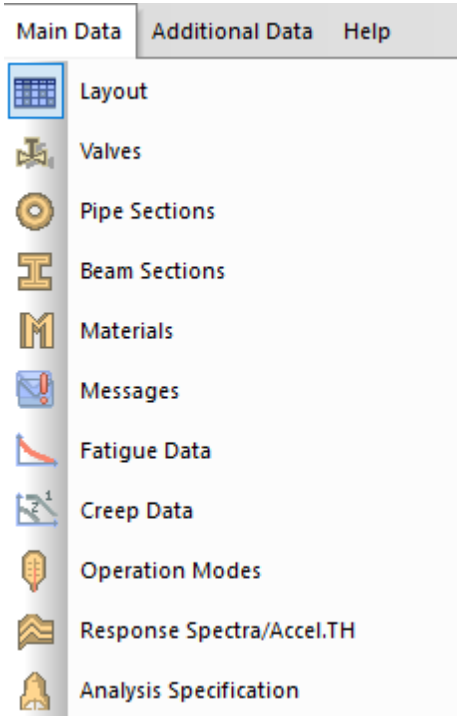 Main Data Additional Data Help
Layout
Valves
Pipe Sections
Beam Sections
Materials
Messages
Fatigue Data
Creep Data
Operation Modes
Response Spectra/Accel.TH
Analysis Specification